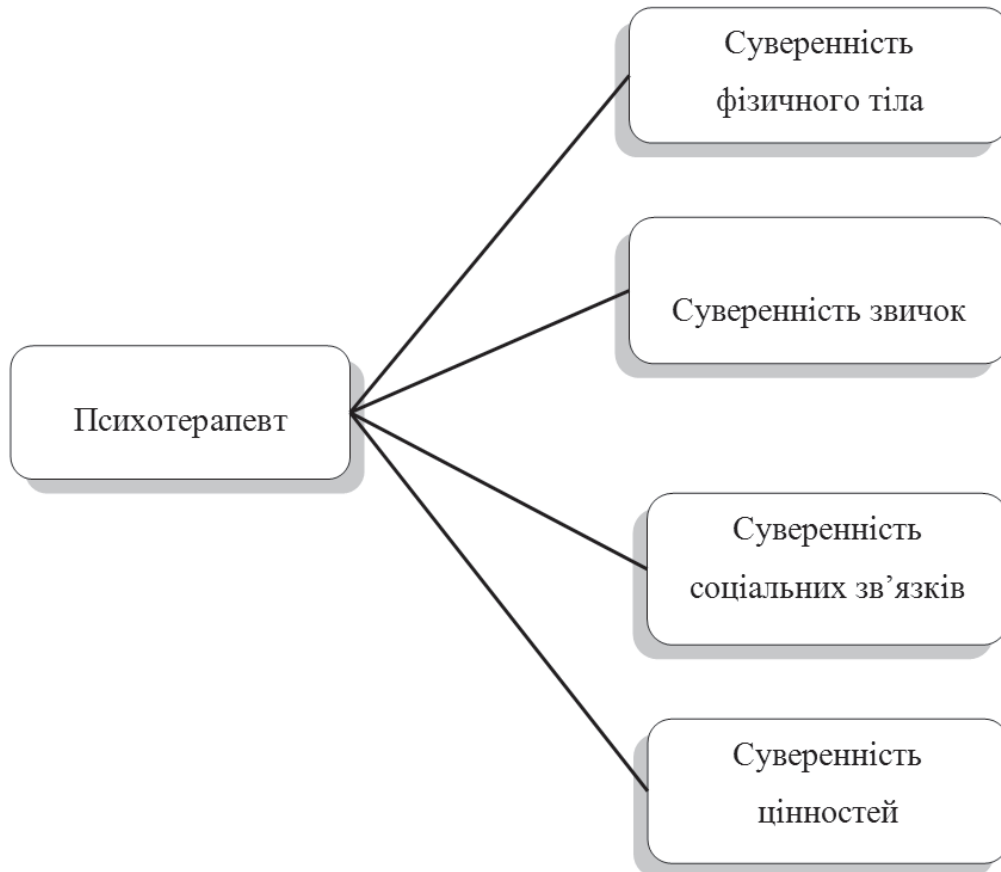 Суверенність
фізичного тіла
Суверенність звичок
Психотерапевт
Суверенність
соціальних зв’язків
Суверенність
цінностей